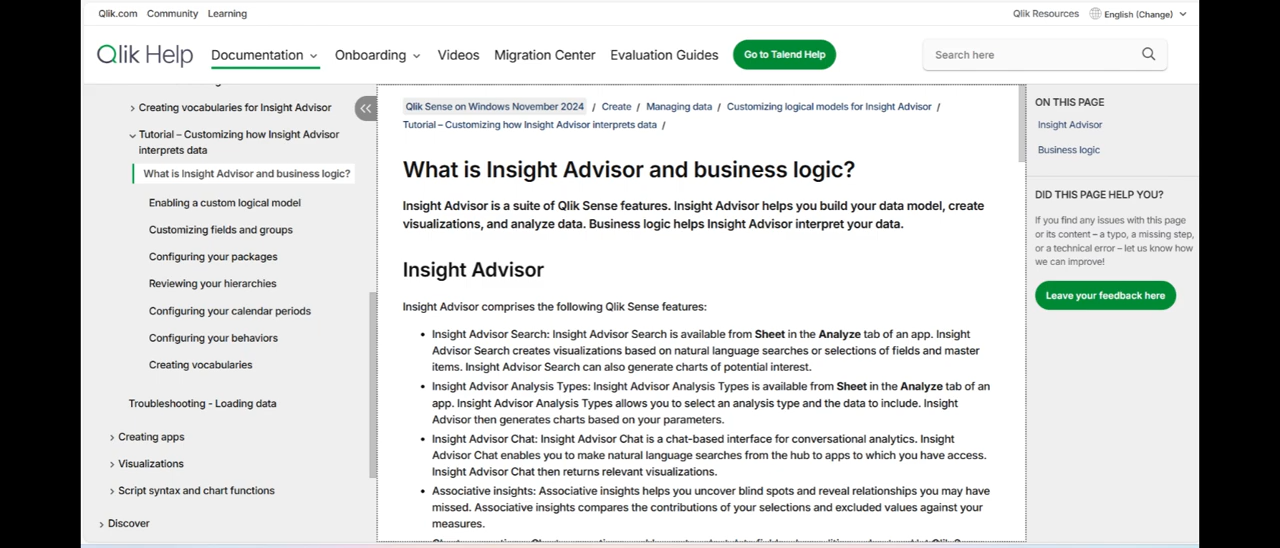 Qlik.com Community Learning
Qlik Resources English (Change)
Qlik Help Documentation Onboarding Videos Migration Center Evaluation Guides Go to Talend Help Search here
Creating vocabularies for Insight Advisor
Tutorial – Customizing how Insight Advisor
interprets data
What is Insight Advisor and business logic?
Enabling a custom logical model
Customizing fields and groups
Configuring your packages
Reviewing your hierarchies
Configuring your calendar periods
Configuring your behaviors
Creating vocabularies
Troubleshooting - Loading data
Creating apps
Visualizations
Script syntax and chart functions
Discover
Qlik Sense on Windows November 2024 / Create / Managing data / Customizing logical models for Insight Advisor /
Tutorial – Customizing how Insight Advisor interprets data /
What is Insight Advisor and business logic?
Insight Advisor is a suite of Qlik Sense features. Insight Advisor helps you build your data model, create
visualizations, and analyze data. Business logic helps Insight Advisor interpret your data.
Insight Advisor
Insight Advisor comprises the following Qlik Sense features:
• Insight Advisor Search: Insight Advisor Search is available from Sheet in the Analyze tab of an app. Insight
Advisor Search creates visualizations based on natural language searches or selections of fields and master
items. Insight Advisor Search can also generate charts of potential interest.
• Insight Advisor Analysis Types: Insight Advisor Analysis Types is available from Sheet in the Analyze tab of an
app. Insight Advisor Analysis Types allows you to select an analysis type and the data to include. Insight
Advisor then generates charts based on your parameters.
• Insight Advisor Chat: Insight Advisor Chat is a chat-based interface for conversational analytics. Insight
Advisor Chat enables you to make natural language searches from the hub to apps to which you have access.
Insight Advisor Chat then returns relevant visualizations.
• Associative insights: Associative insights helps you uncover blind spots and reveal relationships you may have
missed. Associative insights compares the contributions of your selections and excluded values against your
measures.
ON THIS PAGE
Insight Advisor
Business logic
DID THIS PAGE HELP YOU?
If you find any issues with this page
or its content – a typo, a missing step,
or a technical error – let us know how
we can improve!
Leave your feedback here